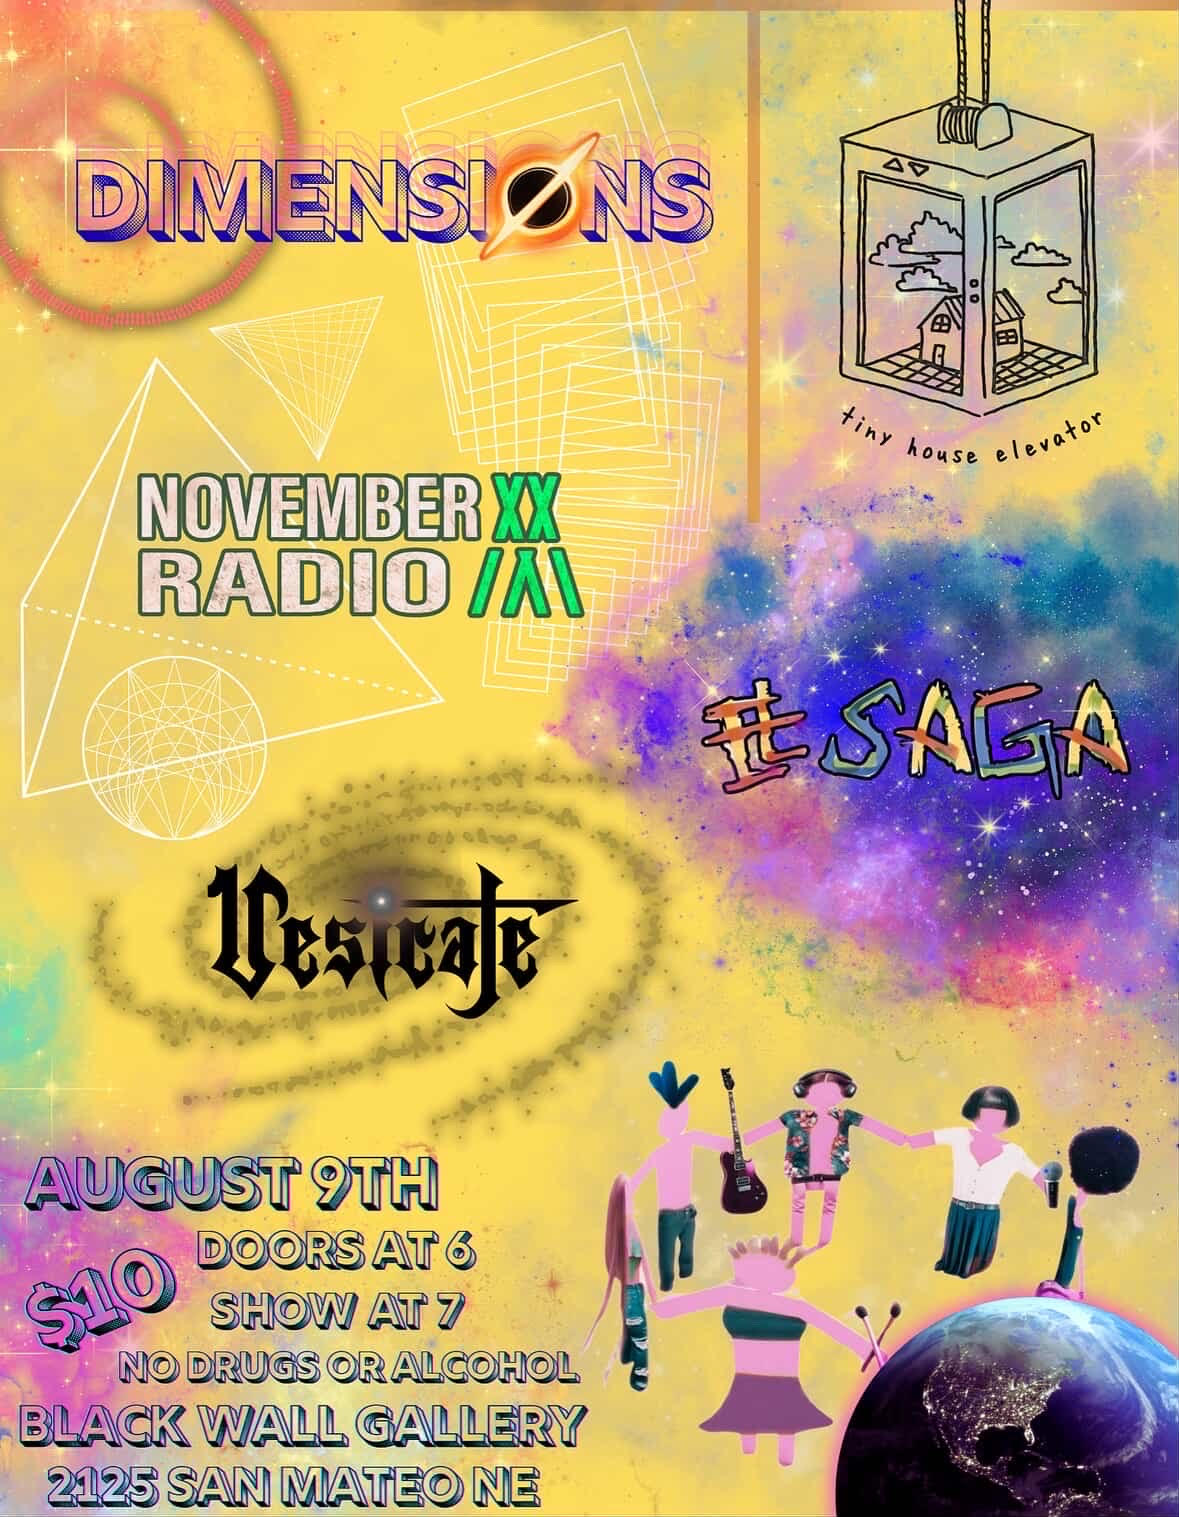 DIMENSIONS
tiny house elevator
NOVEMBER XX
RADIO /X\
#SAGA
Vesicate
AUGUST 9TH
DOORS AT 6
$10
SHOW AT 7
NO DRUGS OR ALCOHOL
BLACK WALL GALLERY
2125 SAN MATEO NE